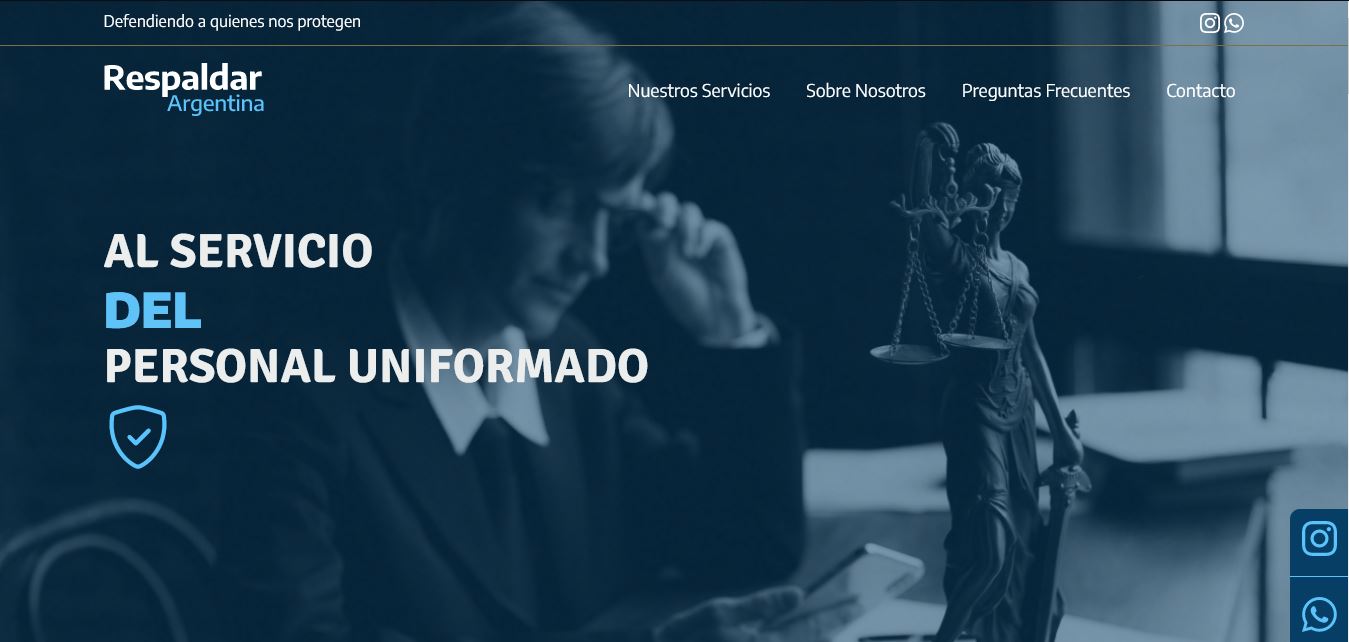 Defendiendo a quienes nos protegen
Respaldar
Argentina
Nuestros Servicios
Sobre Nosotros
Preguntas Frecuentes
Contacto
AL SERVICIO
DEL
PERSONAL UNIFORMADO